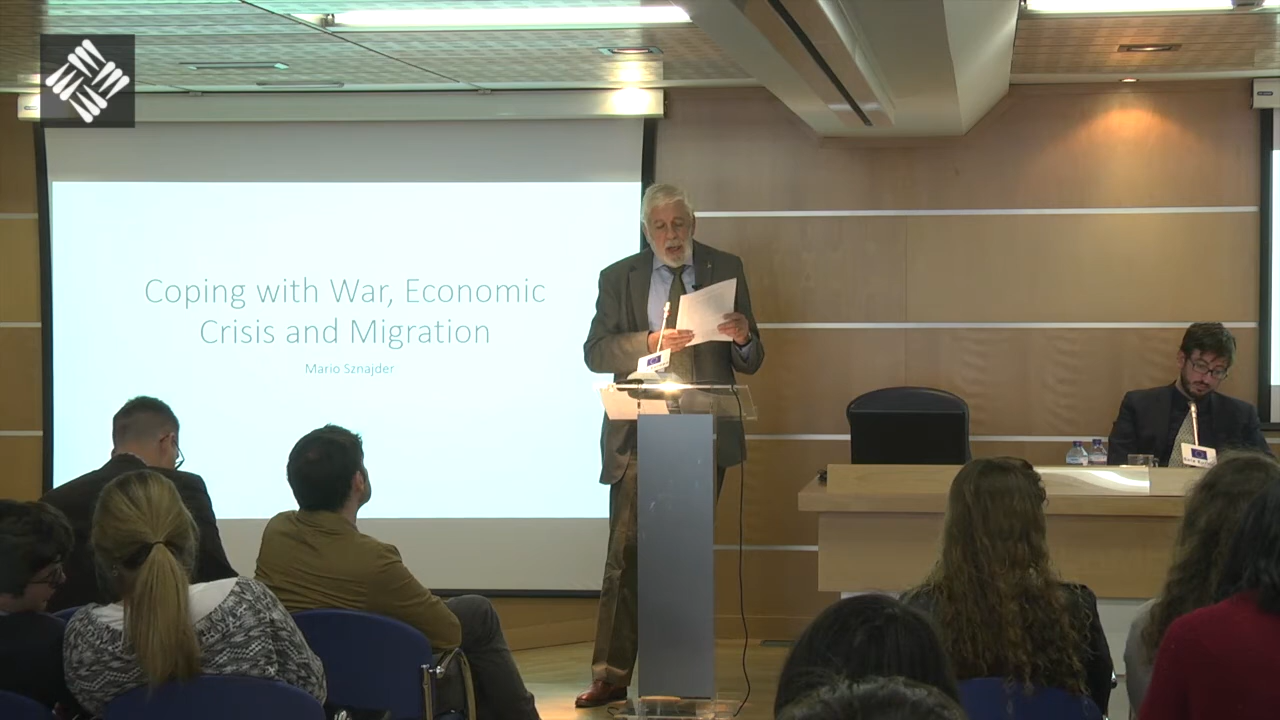 Coping with War, Economic
Crisis and Migration
Mario Sznajder